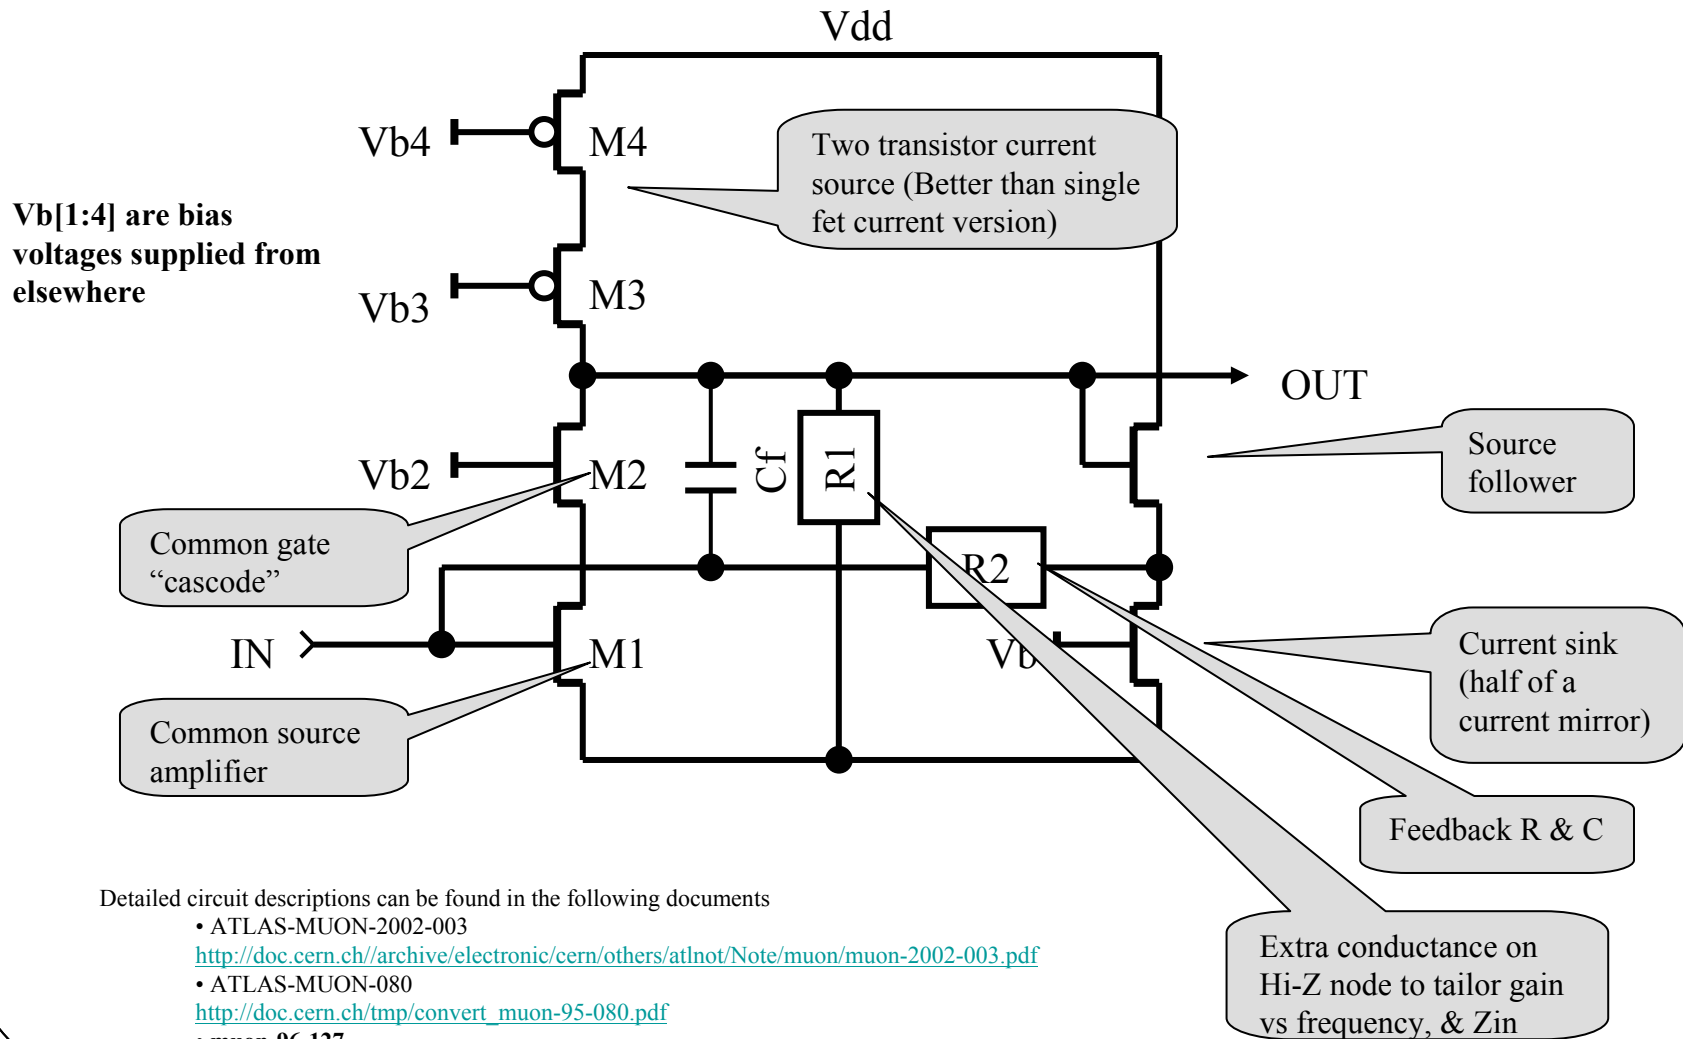 Vdd
Vb4
M4
Two transistor current
source (Better than single
fet current version)
Vb[1:4] are bias
voltages supplied from
elsewhere
Vb3
M3
OUT
Source
follower
Vb2
M2
Cf
R1
Common gate
“cascode”
R2
IN
M1
Vb
Current sink
(half of a
current mirror)
Common source
amplifier
Feedback R & C
Detailed circuit descriptions can be found in the following documents
• ATLAS-MUON-2002-003
http://doc.cern.ch//archive/electronic/cern/others/atlnot/Note/muon/muon-2002-003.pdf
• ATLAS-MUON-080
http://doc.cern.ch/tmp/convert_muon-95-080.pdf
• muon-96-127
Extra conductance on
Hi-Z node to tailor gain
vs frequency, & Zin